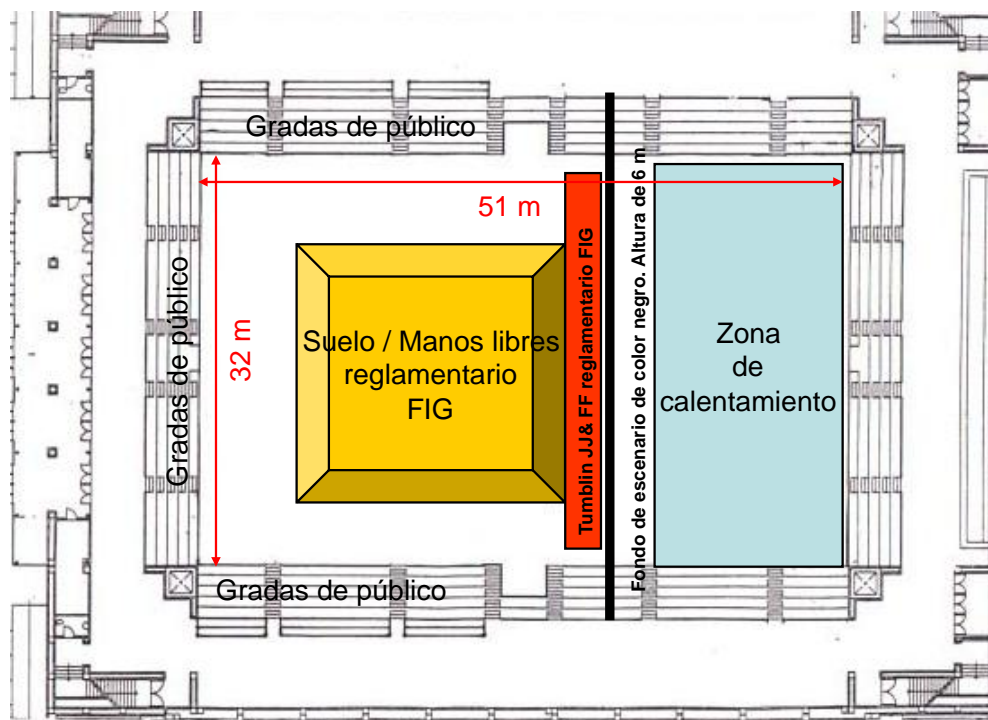 Gradas de público
51 m
Gradas de público
32 m
Suelo / Manos libres
reglamentario
FIG
Tumblin JJ& FF reglamentario FIG
Fondo de escenario de color negro. Altura de 6 m
Zona
de
calentamiento
Gradas de público